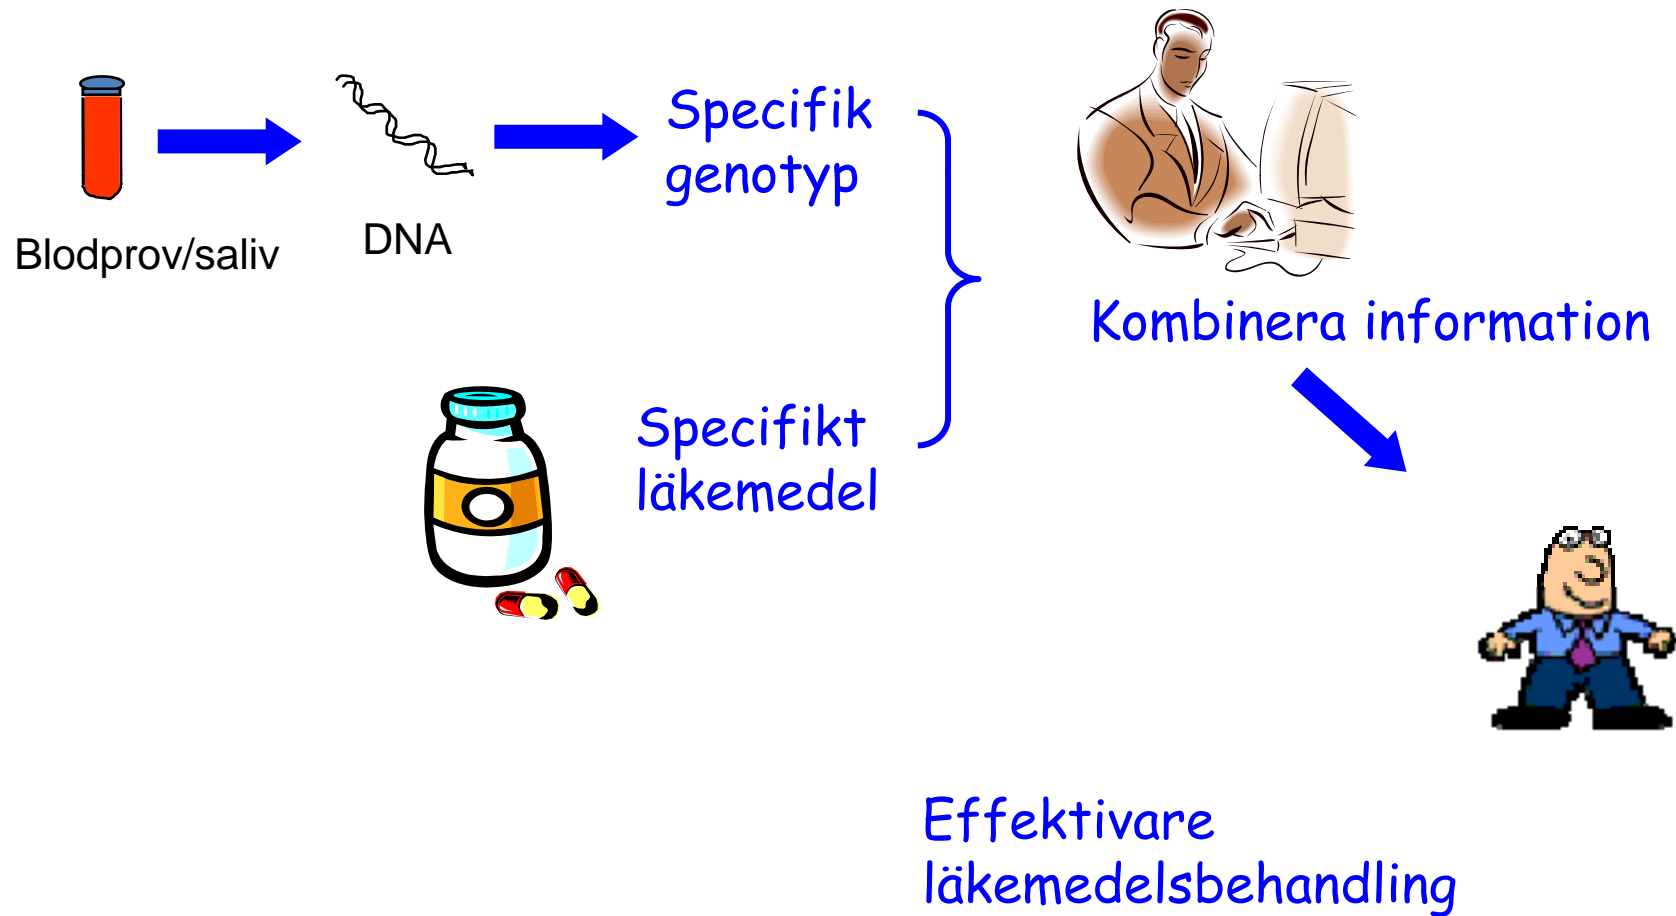 Blodprov/saliv
DNA
Specifik
genotyp
Specifikt
läkemedel
Kombinera information
Effektivare
läkemedelsbehandling